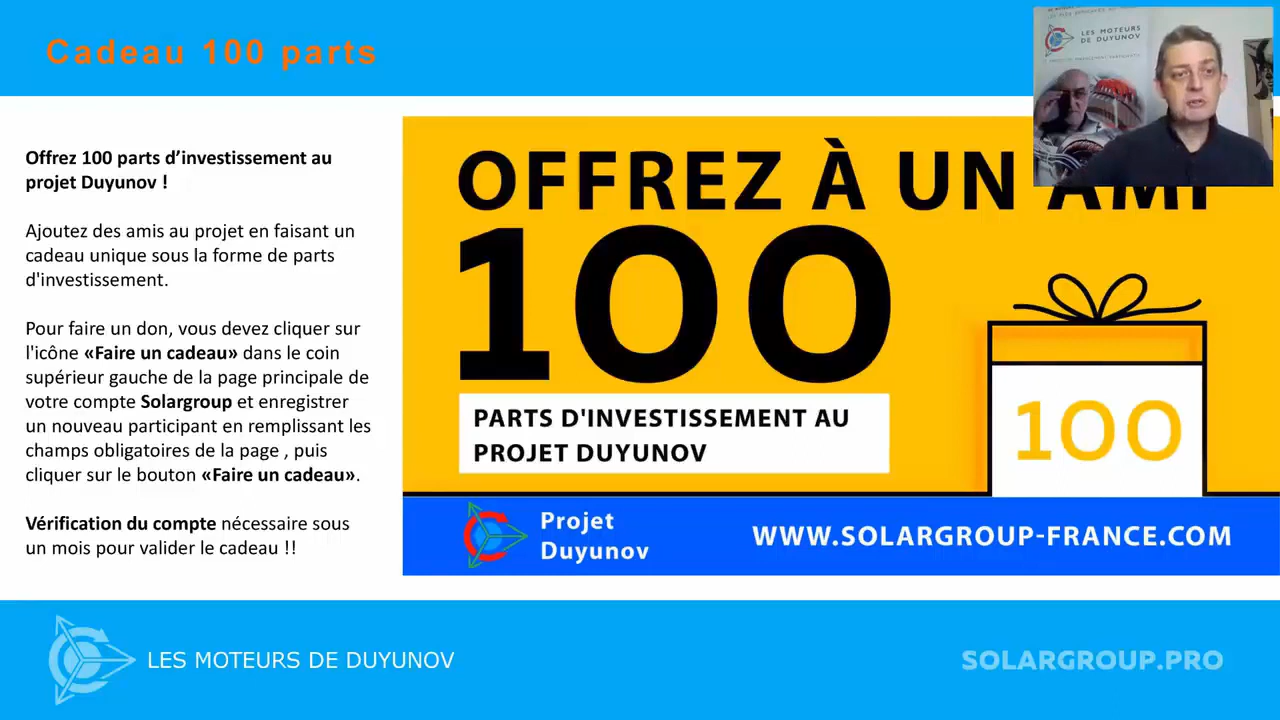 Cadeau 100 parts
LES MOTEURS
DE DUYUNOV
Offrez 100 parts d’investissement au
projet Duyunov !
Ajoutez des amis au projet en faisant un
cadeau unique sous la forme de parts
d'investissement.
Pour faire un don, vous devez cliquer sur
l'icône «Faire un cadeau» dans le coin
supérieur gauche de la page principale de
votre compte Solargroup et enregistrer
un nouveau participant en remplissant les
champs obligatoires de la page , puis
cliquer sur le bouton «Faire un cadeau».
Vérification du compte nécessaire sous
un mois pour valider le cadeau !!
OFFREZ À UN AMI
100
PARTS D'INVESTISSEMENT AU
PROJET DUYUNOV
100
Projet
Duyunov
WWW.SOLARGROUP-FRANCE.COM
LES MOTEURS DE DUYUNOV
SOLARGROUP.PRO